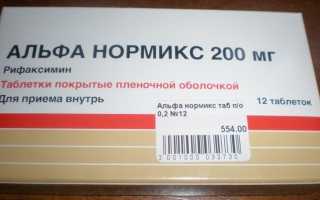 АЛЬФА НОРМИКС 200 мг
Рифаксимин
Таблетки покрытые пленочной оболочкой
Для приема внутрь
12 таблеток
Альфа нормикс таб п/о
0,2 №12
554.00